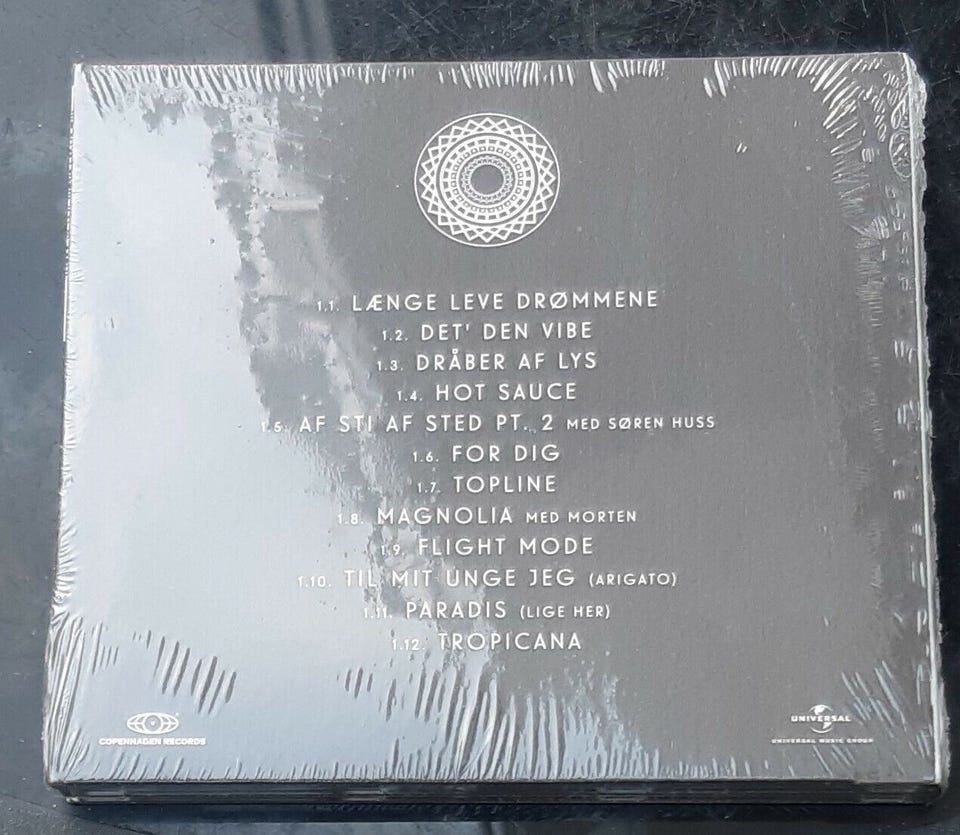 1.1. LÆNGE LEVE DRØMMENE
1.2. DET' DEN VIBE
1.3. DRÅBER AF LYS
1.4. HOT SAUCE
1.5. AF STI AF STED PT. 2 MED SØREN HUSS
1.6. FOR DIG
1.7. TOPLINE
1.8. MAGNOLIA MED MORTEN
1.9. FLIGHT MODE
1.10. TIL MIT UNGE JEG (ARIGATO)
1.11. PARADIS (LIGE HER)
1.12. TROPICANA
COPENHAGEN RECORDS
UNIVERSAL
UNIVERSAL MUSIC GROUP